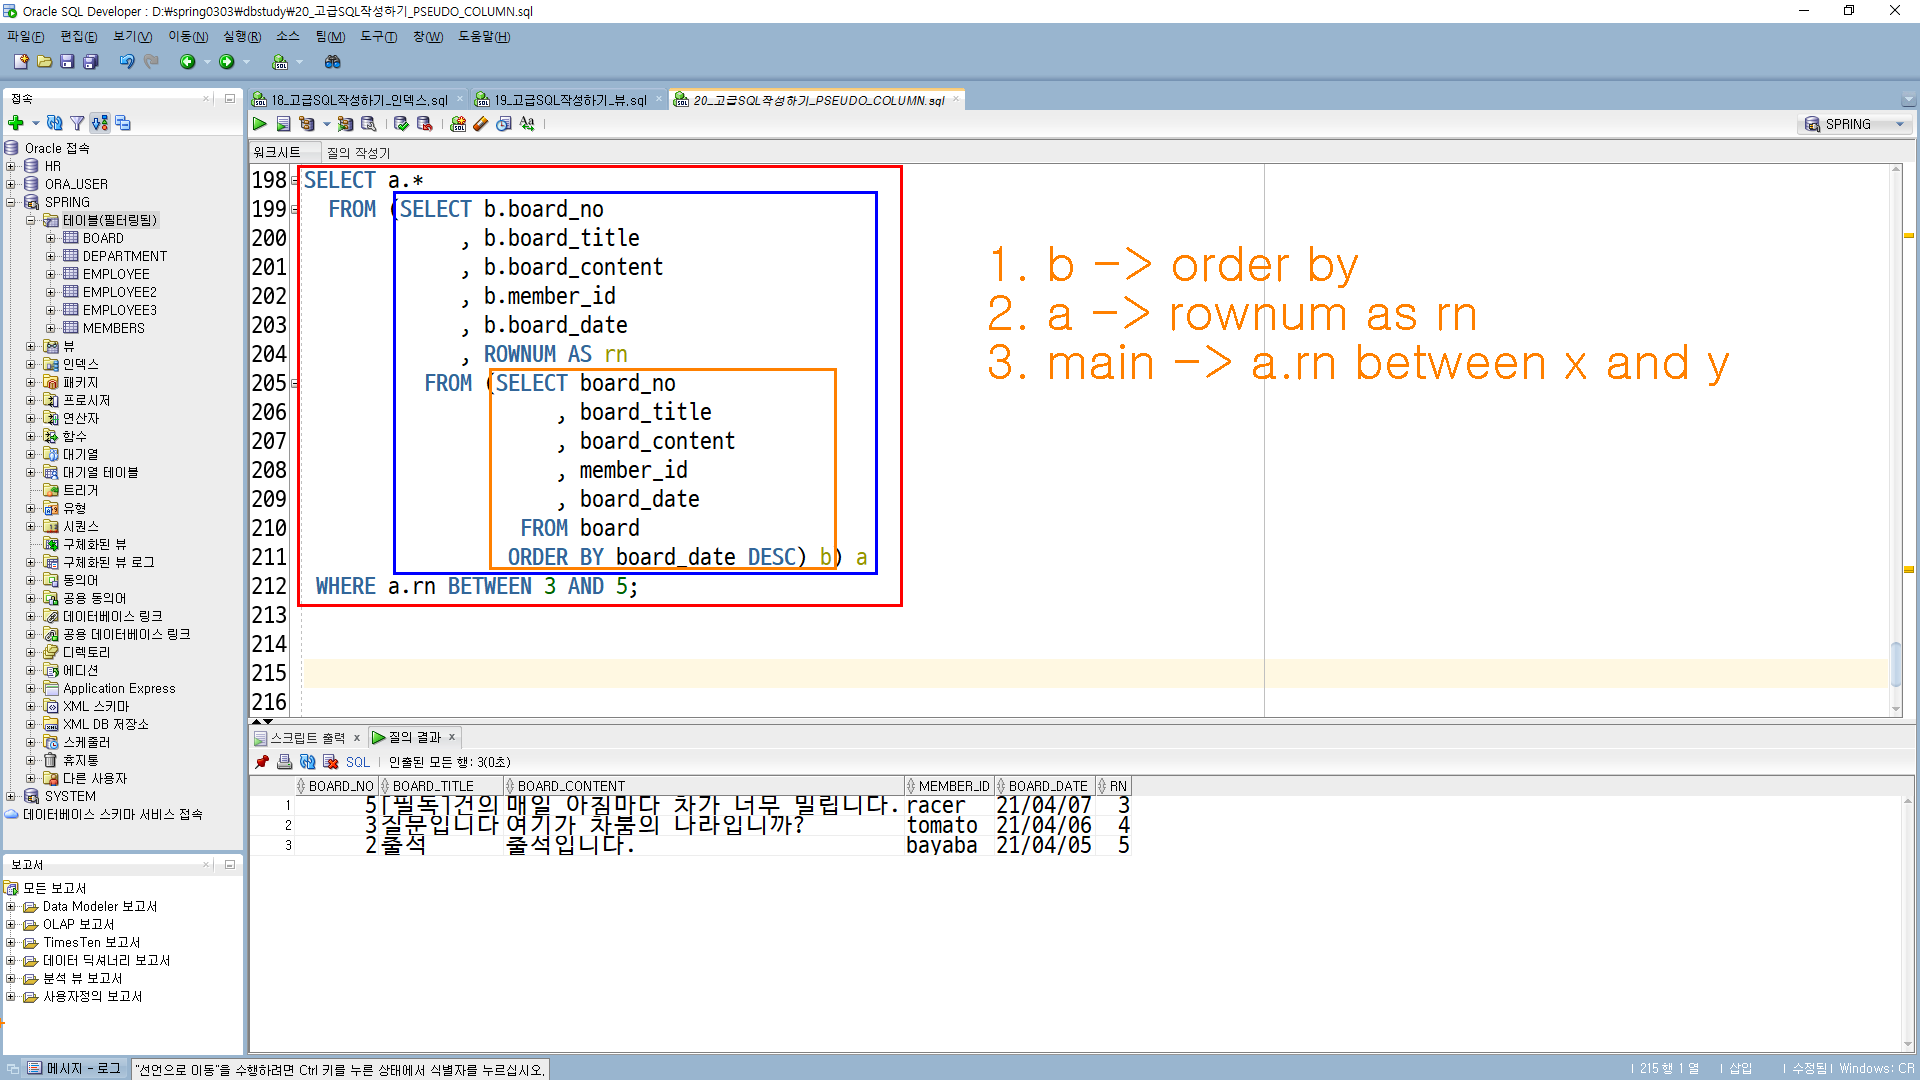 Oracle SQL Developer : D:\spring0303\dbstudy\20_고급SQL작성하기_PSEUDO_COLUMN.sql
파일(F) 편집(E) 보기(V) 이동(N) 실행(R) 소스 팀(M) 도구(T) 창(W) 도움말(H)
접속
18_고급SQL작성하기_인덱스.sql
19_고급SQL작성하기_뷰.sql
20_고급SQL작성하기_PSEUDO_COLUMN.sql
SPRING
워크시트 질의 작성기
Oracle 접속
HR
ORA_USER
SPRING
테이블(필터링됨)
BOARD
DEPARTMENT
EMPLOYEE
EMPLOYEE2
EMPLOYEE3
MEMBERS
뷰
인덱스
패키지
프로시저
연산자
함수
대기열
대기열 테이블
트리거
유형
시퀀스
구체화된 뷰
구체화된 뷰 로그
동의어
공용 동의어
데이터베이스 링크
공용 데이터베이스 링크
디렉토리
에디션
Application Express
XML 스키마
XML DB 저장소
스케줄러
휴지통
다른 사용자
SYSTEM
데이터베이스 스키마 서비스 접속
198 SELECT a.*
199 FROM (SELECT b.board_no
200 , b.board_title
201 , b.board_content
202 , b.member_id
203 , b.board_date
204 , ROWNUM AS rn
205 FROM (SELECT board_no
206 , board_title
207 , board_content
208 , member_id
209 , board_date
210 FROM board
211 ORDER BY board_date DESC) b) a
212 WHERE a.rn BETWEEN 3 AND 5;
213
214
215
216
1. b -> order by
2. a -> rownum as rn
3. main -> a.rn between x and y
스크립트 출력 x 질의 결과 x
SQL | 인출된 모든 행: 3(0초)
BOARD_NO BOARD_TITLE BOARD_CONTENT MEMBER_ID BOARD_DATE RN
1 5 [필독]건의 매일 아침마다 차가 너무 밀립니다. racer 21/04/07 3
2 3 질문입니다 여기가 차붐의 나라입니까? tomato 21/04/06 4
3 2 출석 출석입니다. bayaba 21/04/05 5
보고서
모든 보고서
Data Modeler 보고서
OLAP 보고서
TimesTen 보고서
데이터 딕셔너리 보고서
분석 뷰 보고서
사용자정의 보고서
메시지 - 로그
"선언으로 이동"을 수행하려면 Ctrl 키를 누른 상태에서 식별자를 누르십시오.
215 행 1 열 | 삽입 | 수정됨 | Windows: CR